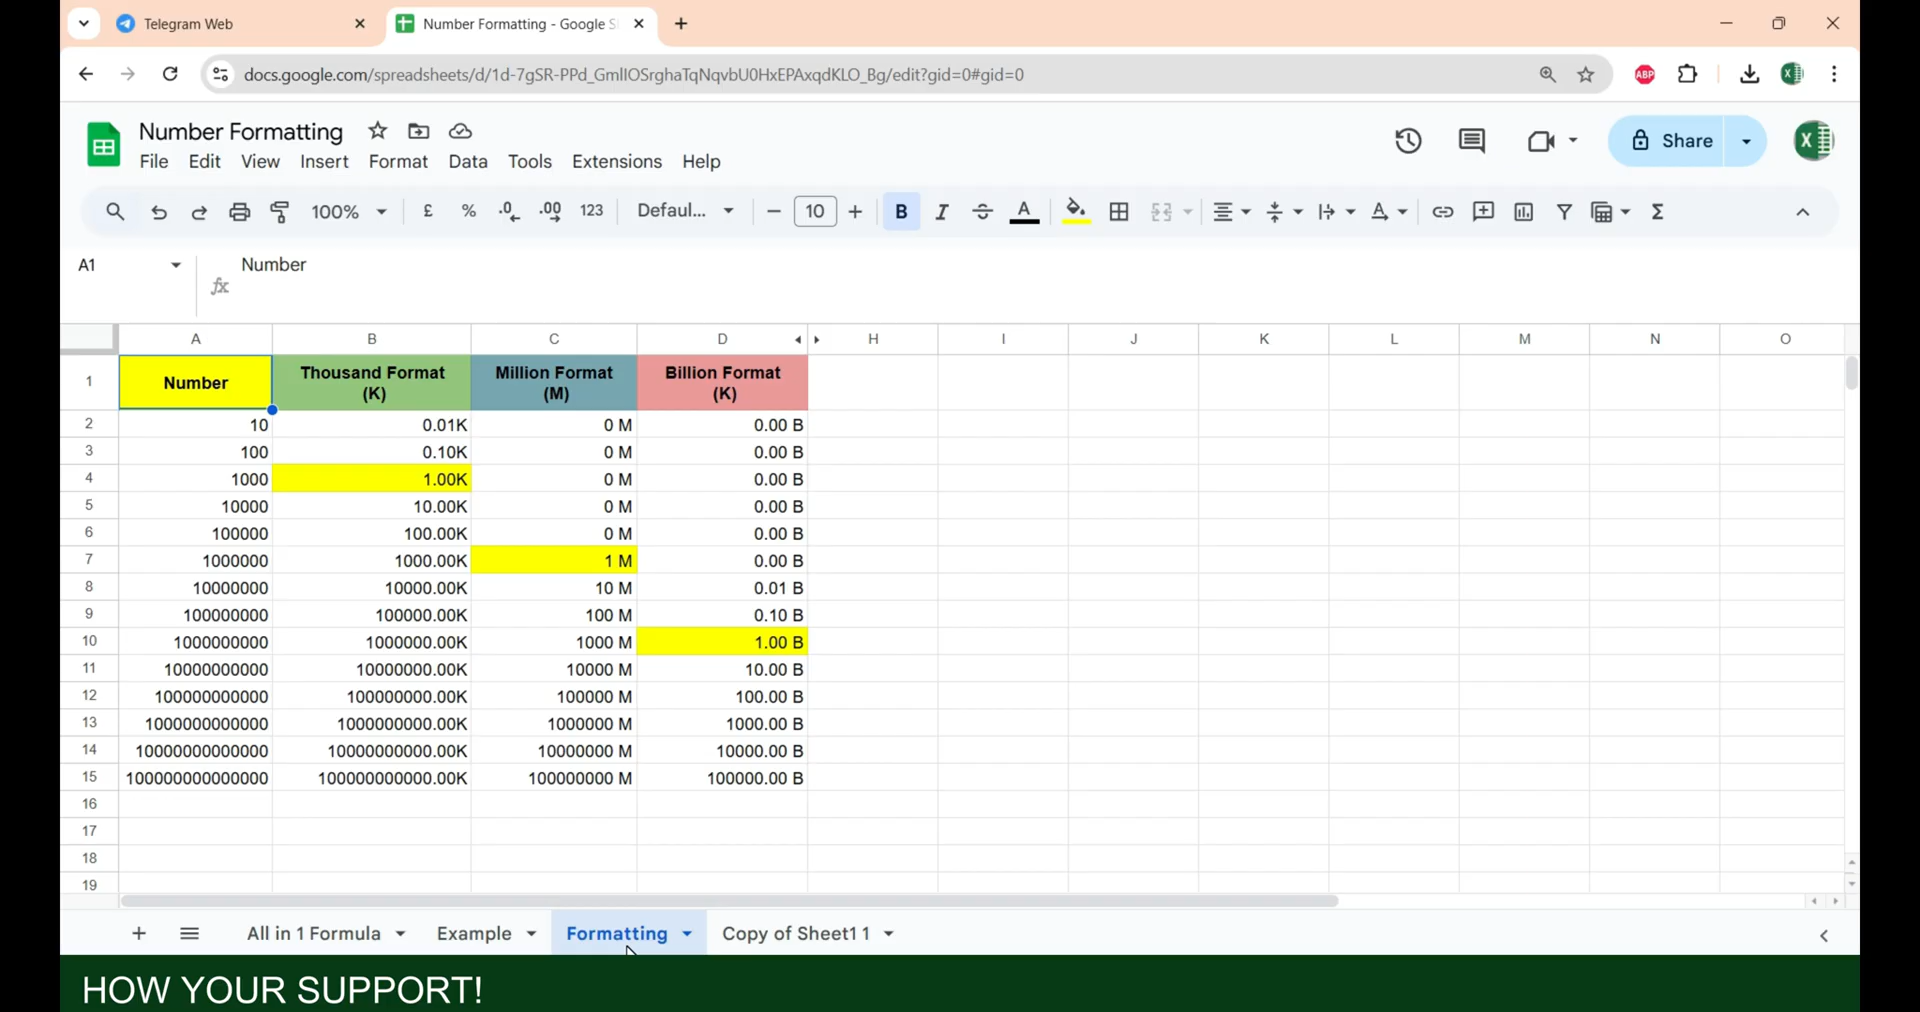 Telegram Web
Number Formatting - Google S
docs.google.com/spreadsheets/d/1d-7gSR-PPd_GmlIOSrghaTqNqvbU0HxEPAxqdKLO_Bg/edit?gid=0#gid=0
ABP
Number Formatting
File Edit View Insert Format Data Tools Extensions Help
Share
100% £ % .0 .00 123 Defaul... 10 B I A
A1
Number
fx
A B C D H I J K L M N O
1 Number Thousand Format (K) Million Format (M) Billion Format (K)
2 10 0.01K 0 M 0.00 B
3 100 0.10K 0 M 0.00 B
4 1000 1.00K 0 M 0.00 B
5 10000 10.00K 0 M 0.00 B
6 100000 100.00K 0 M 0.00 B
7 1000000 1000.00K 1 M 0.00 B
8 10000000 10000.00K 10 M 0.01 B
9 100000000 100000.00K 100 M 0.10 B
10 1000000000 1000000.00K 1000 M 1.00 B
11 10000000000 10000000.00K 10000 M 10.00 B
12 100000000000 100000000.00K 100000 M 100.00 B
13 1000000000000 1000000000.00K 1000000 M 1000.00 B
14 10000000000000 10000000000.00K 10000000 M 10000.00 B
15 100000000000000 100000000000.00K 100000000 M 100000.00 B
16
17
18
19
All in 1 Formula Example Formatting Copy of Sheet1 1
HOW YOUR SUPPORT!